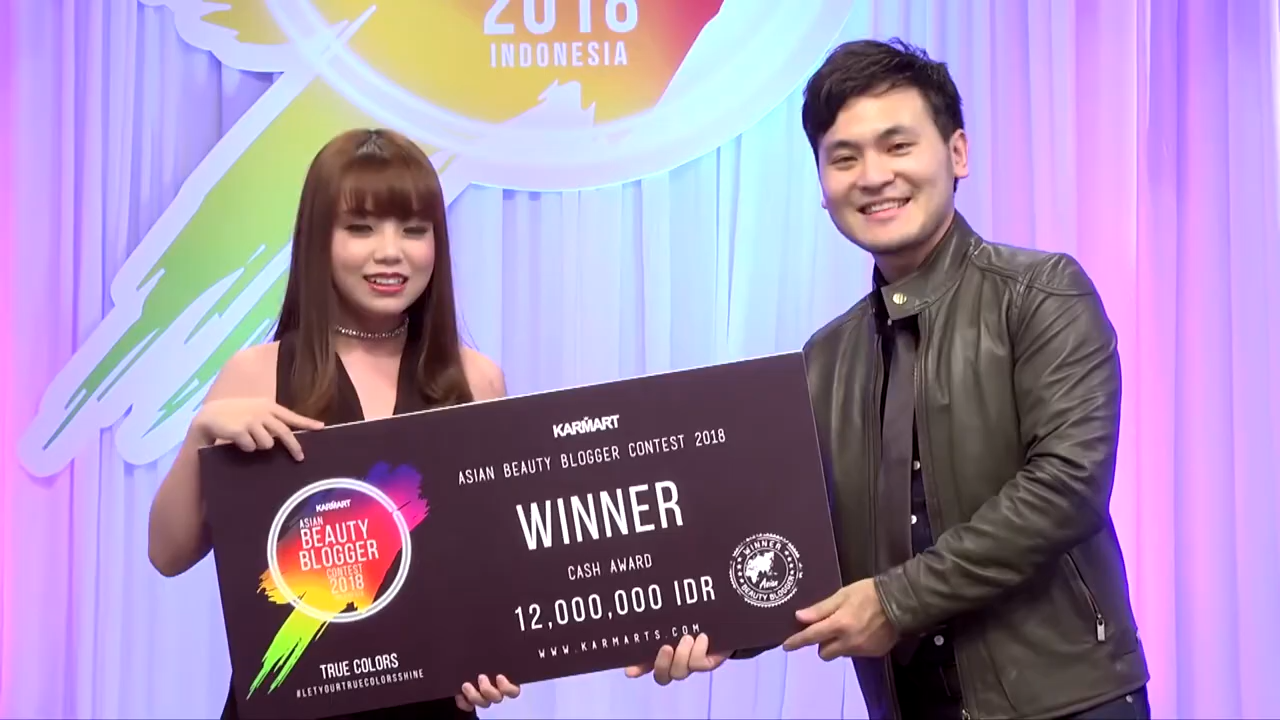 2018
INDONESIA
KARMART
ASIAN BEAUTY BLOGGER CONTEST 2018
WINNER
CASH AWARD
12,000,000 IDR
WWW.KARMARTS.COM
KARMART
ASIAN
BEAUTY
BLOGGER
CONTEST
2018
TRUE COLORS
#LETYOURTRUECOLORSSHINE
WINNER
Asian
BEAUTY BLOGGER